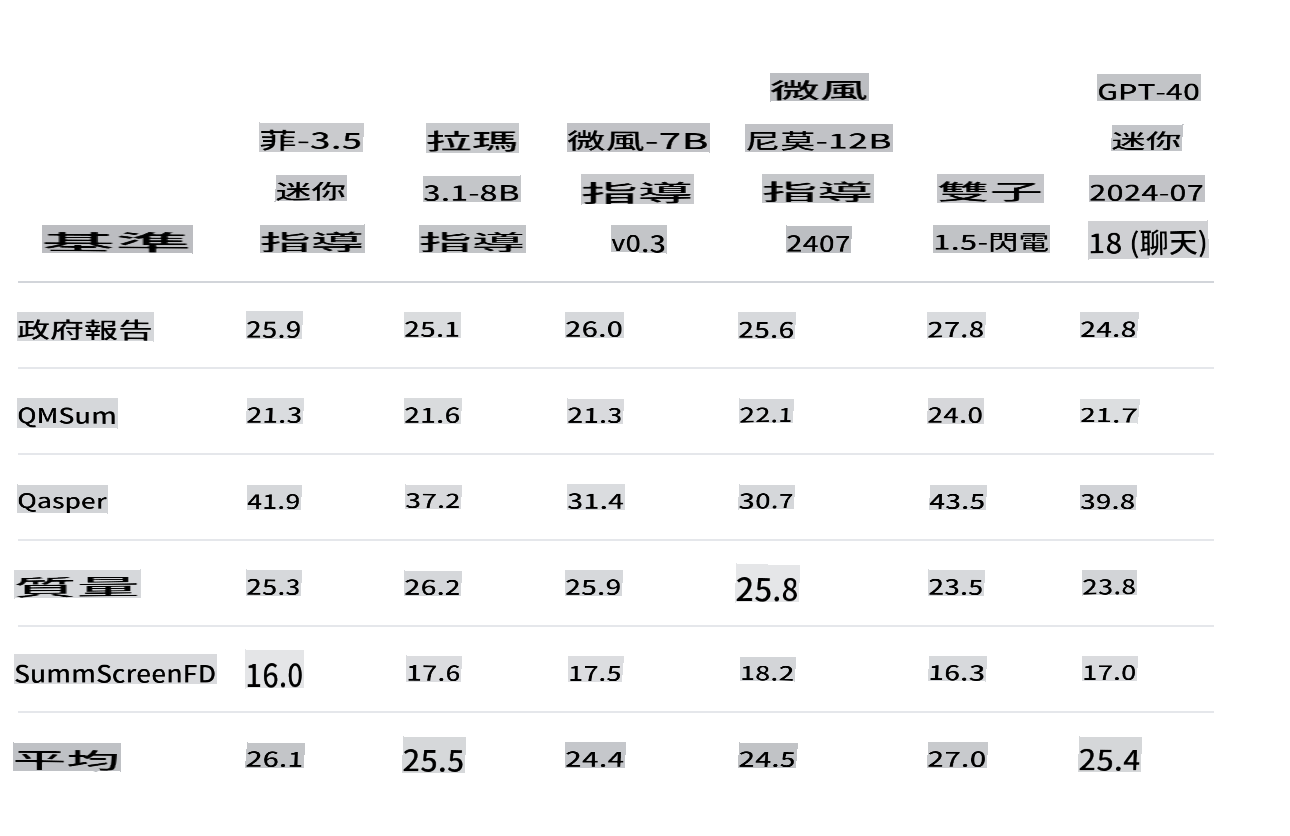 微風 GPT-40
菲-3.5 拉瑪 微風-7B 尼莫-12B 迷你
迷你 3.1-8B 指導 指導 雙子 2024-07
基準 指導 指導 v0.3 2407 1.5-閃電 18 (聊天)
政府報告 25.9 25.1 26.0 25.6 27.8 24.8
QMSum 21.3 21.6 21.3 22.1 24.0 21.7
Qasper 41.9 37.2 31.4 30.7 43.5 39.8
質量 25.3 26.2 25.9 25.8 23.5 23.8
SummScreenFD 16.0 17.6 17.5 18.2 16.3 17.0
平均 26.1 25.5 24.4 24.5 27.0 25.4